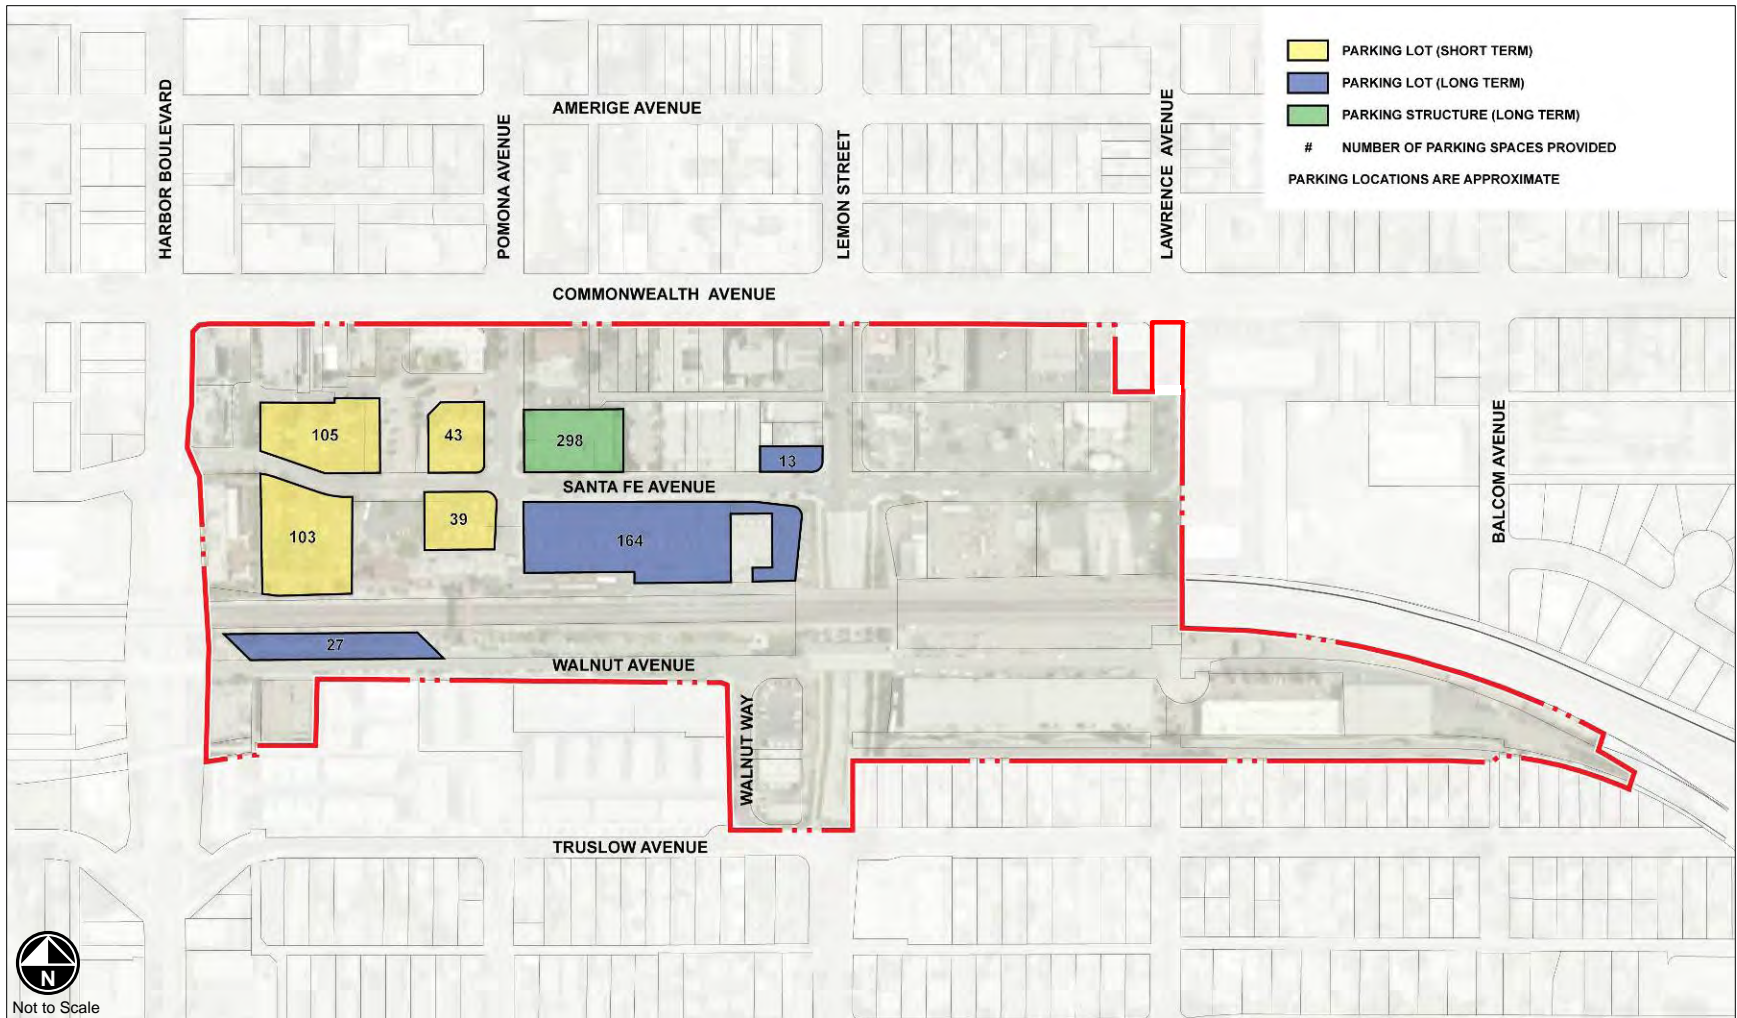 PARKING LOT (SHORT TERM)
PARKING LOT (LONG TERM)
PARKING STRUCTURE (LONG TERM)
# NUMBER OF PARKING SPACES PROVIDED
PARKING LOCATIONS ARE APPROXIMATE
HARBOR BOULEVARD
POMONA AVENUE
AMERIGE AVENUE
LEMON STREET
LAWRENCE AVENUE
COMMONWEALTH AVENUE
BALCOM AVENUE
105
43
298
13
SANTA FE AVENUE
103
39
164
27
WALNUT AVENUE
WALNUT WAY
TRUSLOW AVENUE
N
Not to Scale